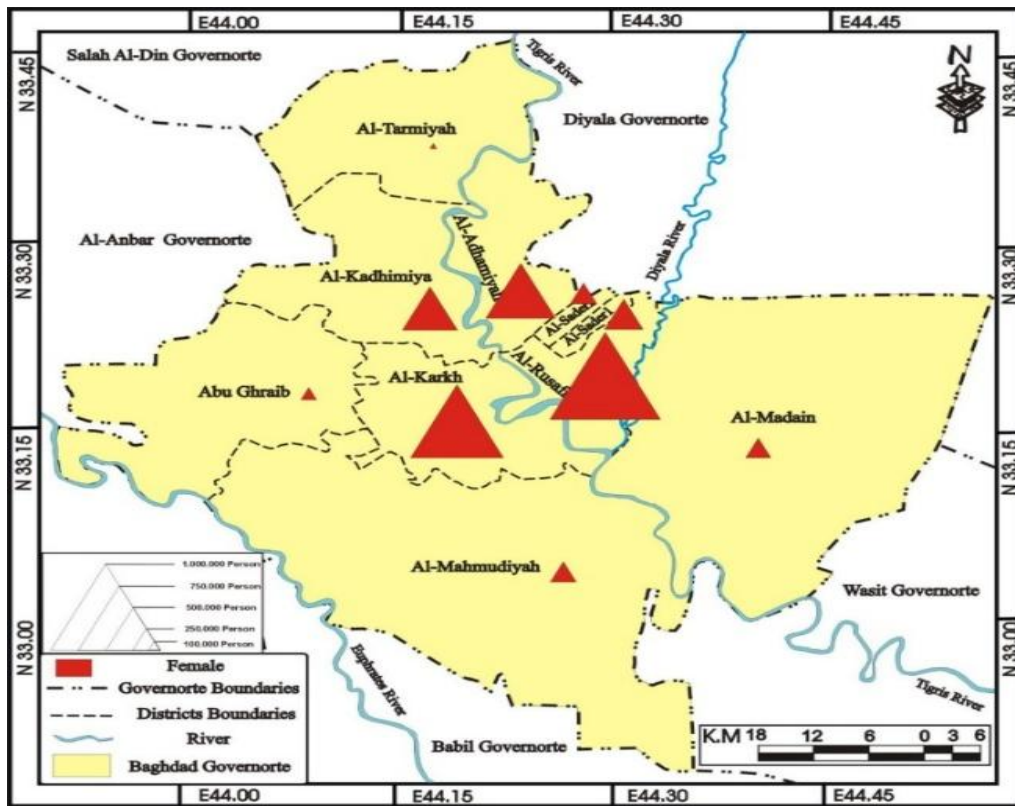 E44.00 E44.15 E44.30 E44.45
N 33.45
N 33.30
N 33.15
N 33.00
Salah Al-Din Governorte
Tigris River
N
Al-Tarmiyah
Diyala Governorte
Al-Anbar Governorte
Al-Adhamiyah
Diyala River
Al-Kadhimiya
Al-Sader
Al-Sader
Al-Karkh
Abu Ghraib
Al-Madain
Al-Mahmudiyah
Wasit Governorte
Tigris River
Euphrates River
Babil Governorte
1.000.000 Person
750.000 Person
500.000 Person
250.000 Person
100.000 Person
Female
Governorte Boundaries
Districts Boundaries
River
Baghdad Governorte
K.M 18 12 6 0 3 6
N 33.45
N 33.30
N 33.15
N 33.00
E44.00 E44.15 E44.30 E44.45